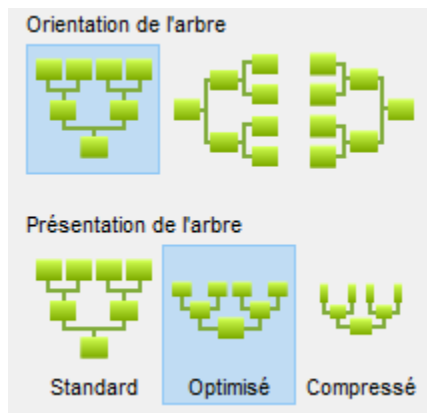 Orientation de l'arbre
Présentation de l'arbre
Standard Optimisé Compressé